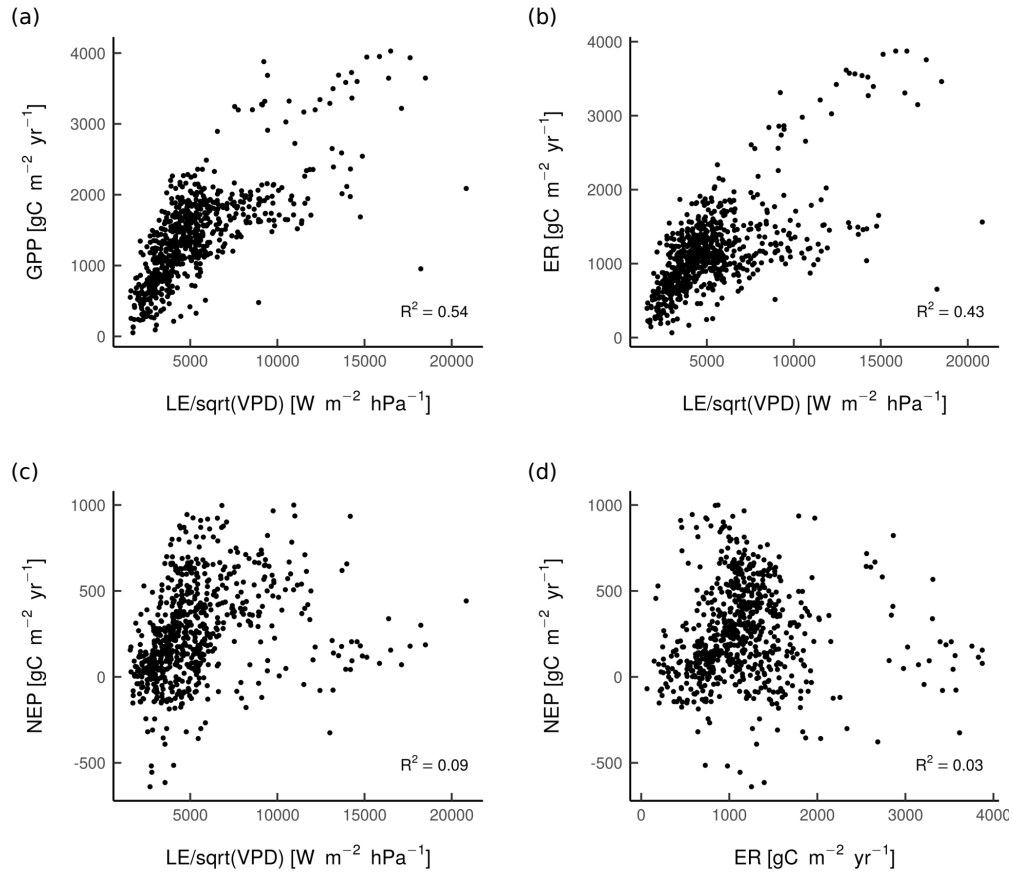 (a)
GPP [gC m⁻² yr⁻¹]
4000
3000
2000
1000
0
R² = 0.54
5000 10000 15000 20000
LE/sqrt(VPD) [W m⁻² hPa⁻¹]
(b)
ER [gC m⁻² yr⁻¹]
4000
3000
2000
1000
0
R² = 0.43
5000 10000 15000 20000
LE/sqrt(VPD) [W m⁻² hPa⁻¹]
(c)
NEP [gC m⁻² yr⁻¹]
1000
500
0
-500
R² = 0.09
5000 10000 15000 20000
LE/sqrt(VPD) [W m⁻² hPa⁻¹]
(d)
NEP [gC m⁻² yr⁻¹]
1000
500
0
-500
R² = 0.03
0 1000 2000 3000 4000
ER [gC m⁻² yr⁻¹]